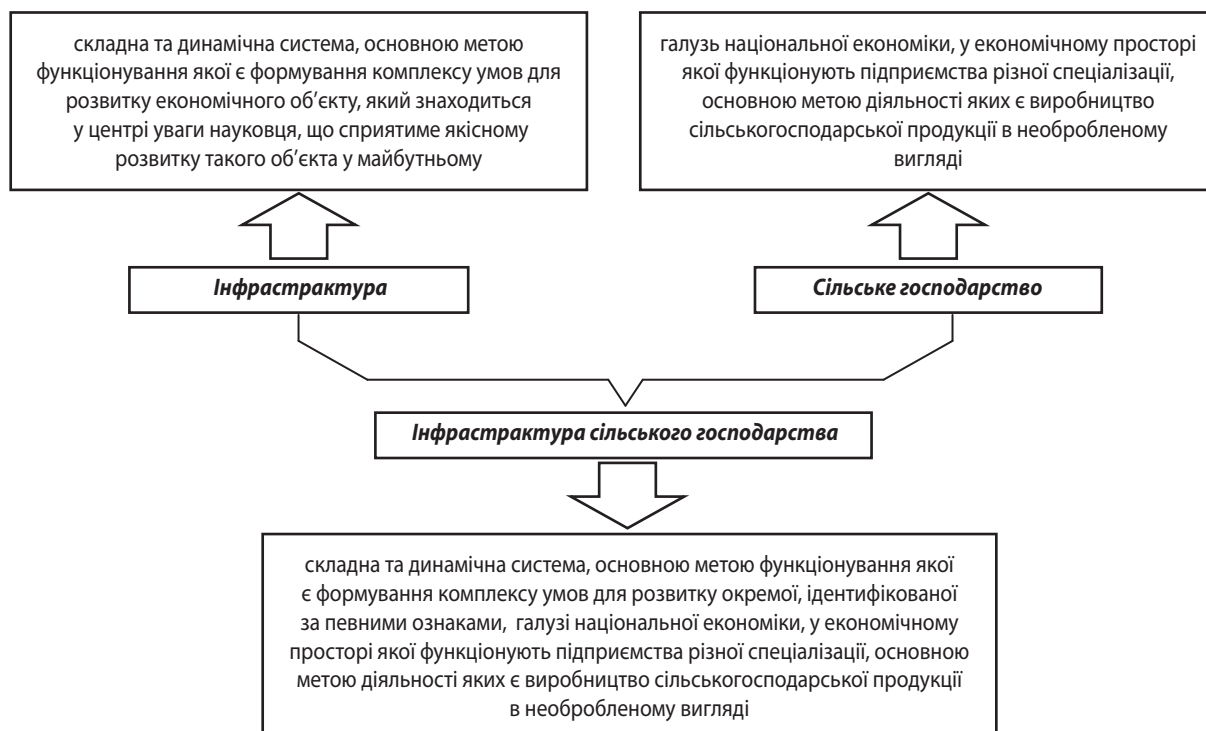 складна та динамічна система, основною метою
функціонування якої є формування комплексу умов для
розвитку економічного об’єкту, який знаходиться
у центрі уваги науковця, що сприятиме якісному
розвитку такого об’єкта у майбутньому
галузь національної економіки, у економічному просторі
якої функціонують підприємства різної спеціалізації,
основною метою діяльності яких є виробництво
сільськогосподарської продукції в необробленому
вигляді
Інфрастрактура
Сільське господарство
Інфрастрактура сільського господарства
складна та динамічна система, основною метою функціонування якої
є формування комплексу умов для розвитку окремої, ідентифікованої
за певними ознаками, галузі національної економіки, у економічному
просторі якої функціонують підприємства різної спеціалізації, основною
метою діяльності яких є виробництво сільськогосподарської продукції
в необробленому вигляді